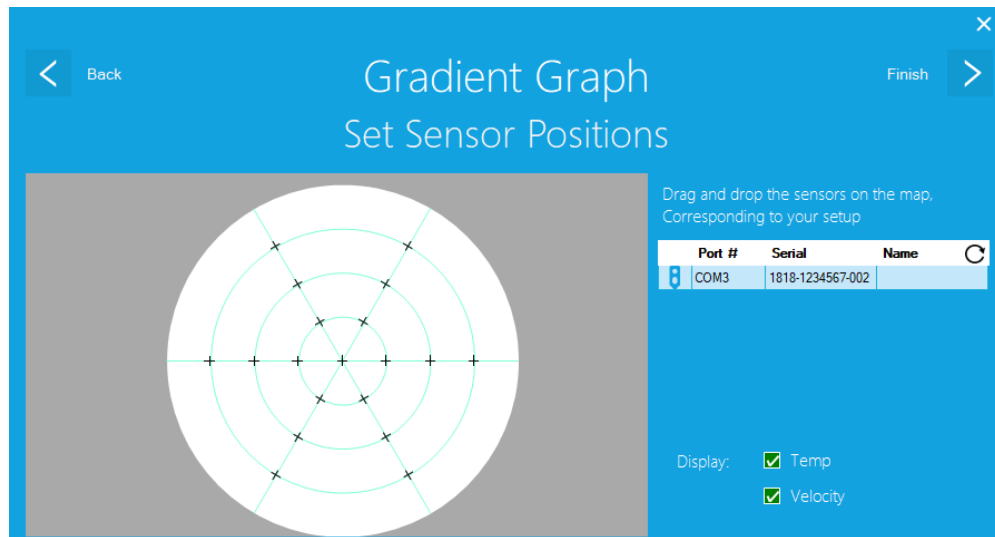 Back
Gradient Graph
Finish
Set Sensor Positions
Drag and drop the sensors on the map,
Corresponding to your setup
Port # Serial Name
COM3 1818-1234567-002
Display: Temp
Velocity